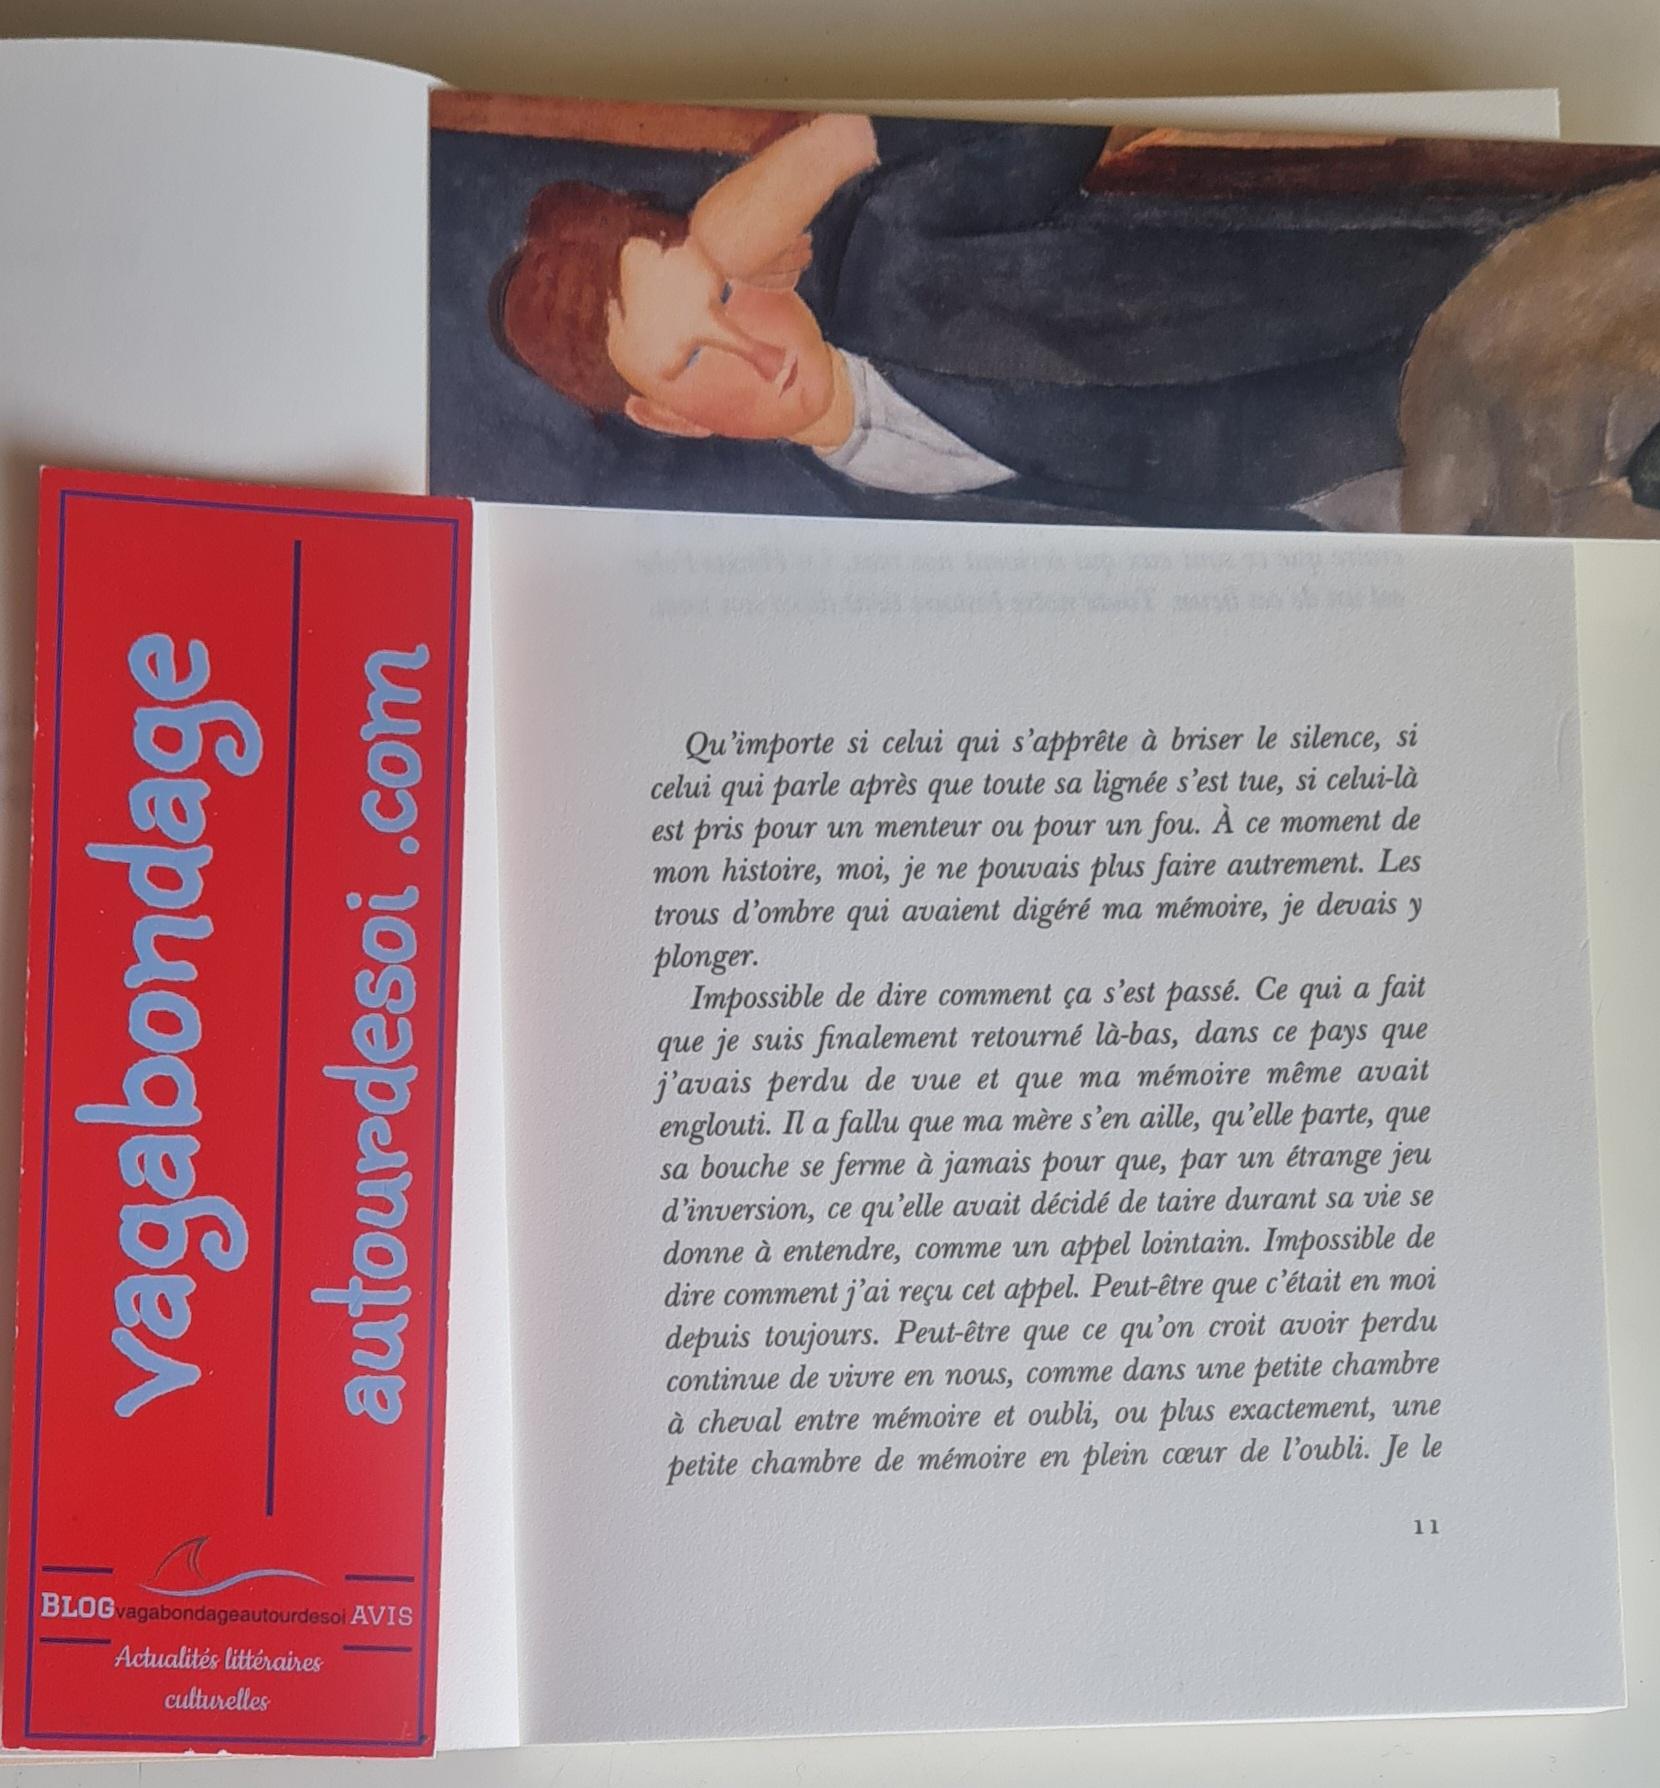 vagabondage
autourdesoi.com
BLOG vagabondageautourdesoi AVIS
Actualités littéraires
culturelles
Qu'importe si celui qui s'apprête à briser le silence, si
celui qui parle après que toute sa lignée s'est tue, si celui-là
est pris pour un menteur ou pour un fou. À ce moment de
mon histoire, moi, je ne pouvais plus faire autrement. Les
trous d'ombre qui avaient digéré ma mémoire, je devais y
plonger.
Impossible de dire comment ça s'est passé. Ce qui a fait
que je suis finalement retourné là-bas, dans ce pays que
j'avais perdu de vue et que ma mémoire même avait
englouti. Il a fallu que ma mère s'en aille, qu'elle parte, que
sa bouche se ferme à jamais pour que, par un étrange jeu
d'inversion, ce qu'elle avait décidé de taire durant sa vie se
donne à entendre, comme un appel lointain. Impossible de
dire comment j'ai reçu cet appel. Peut-être que c'était en moi
depuis toujours. Peut-être que ce qu'on croit avoir perdu
continue de vivre en nous, comme dans une petite chambre
à cheval entre mémoire et oubli, ou plus exactement, une
petite chambre de mémoire en plein cœur de l'oubli. Je le
11